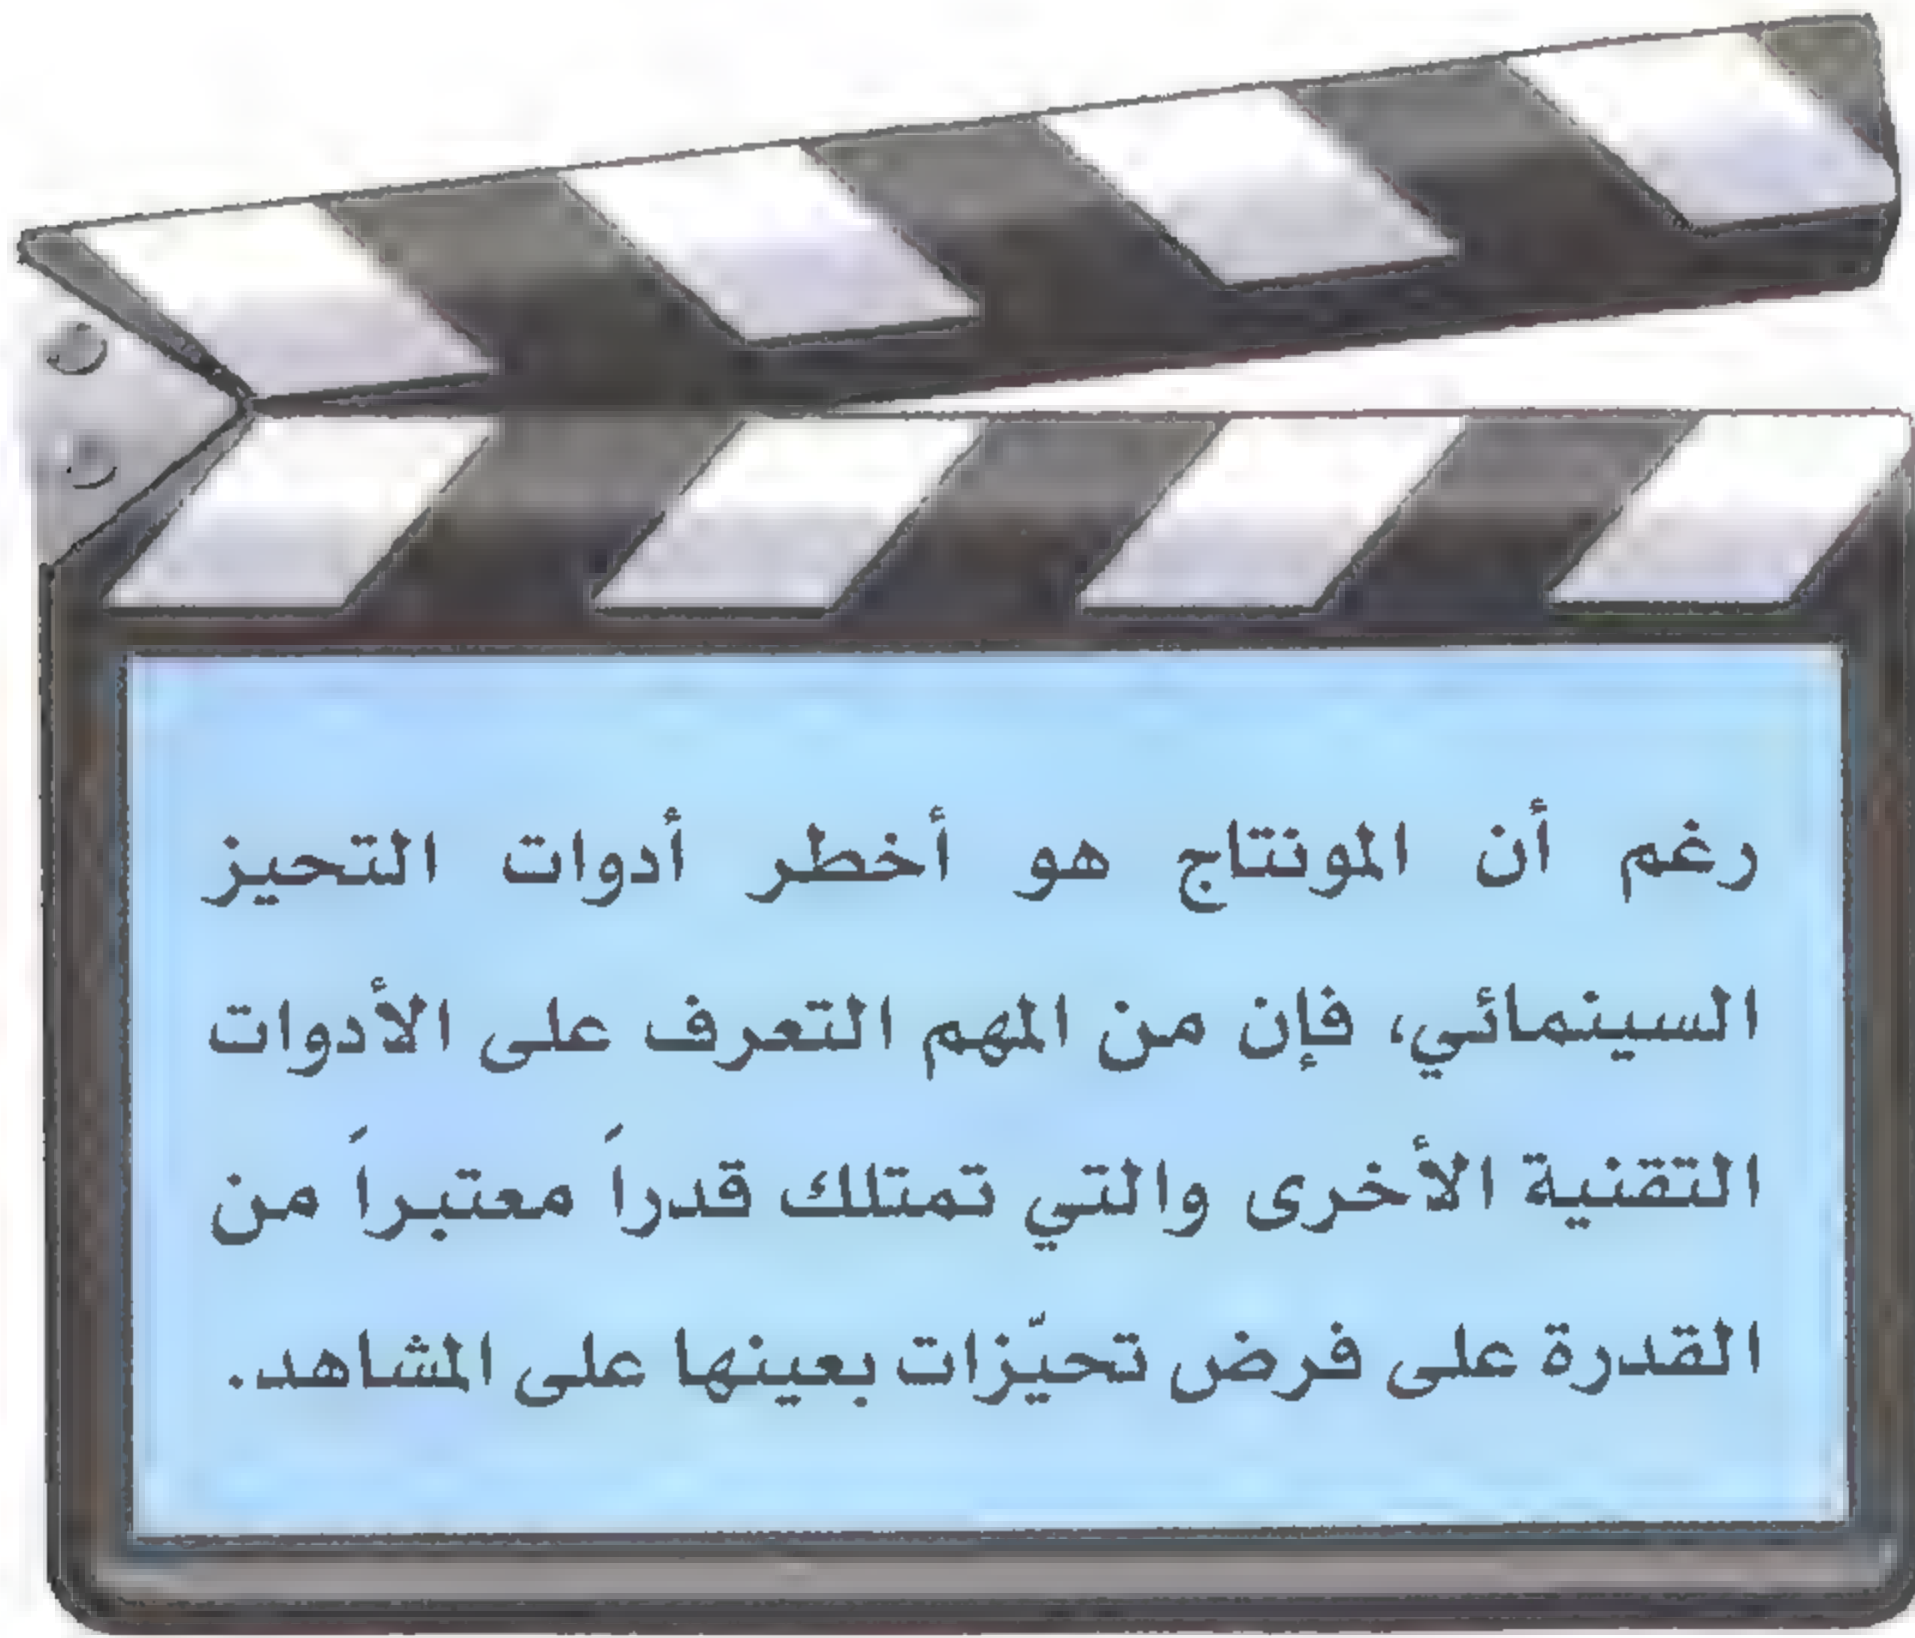 رغم أن المونتاج هو أخطر أدوات التحيز
السينمائي، فإن من المهم التعرف على الأدوات
التقنية الأخرى والتي تمتلك قدراَ معتبراَ من
القدرة على فرض تحيّزات بعينها على المشاهد.